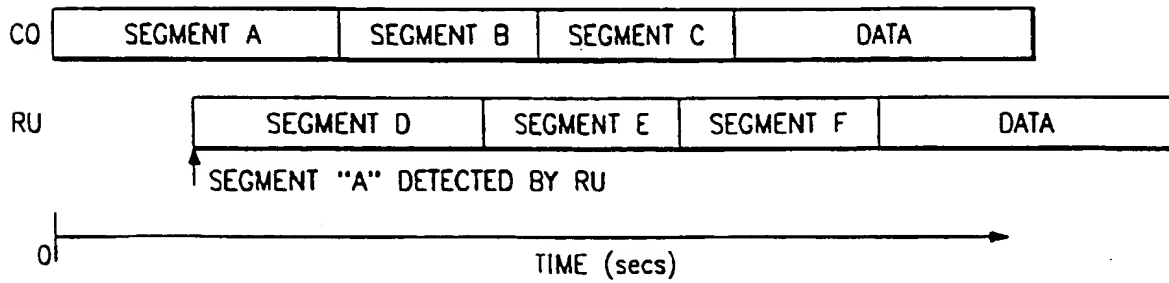 CO SEGMENT A SEGMENT B SEGMENT C DATA
RU SEGMENT D SEGMENT E SEGMENT F DATA
SEGMENT "A" DETECTED BY RU
0
TIME (secs)